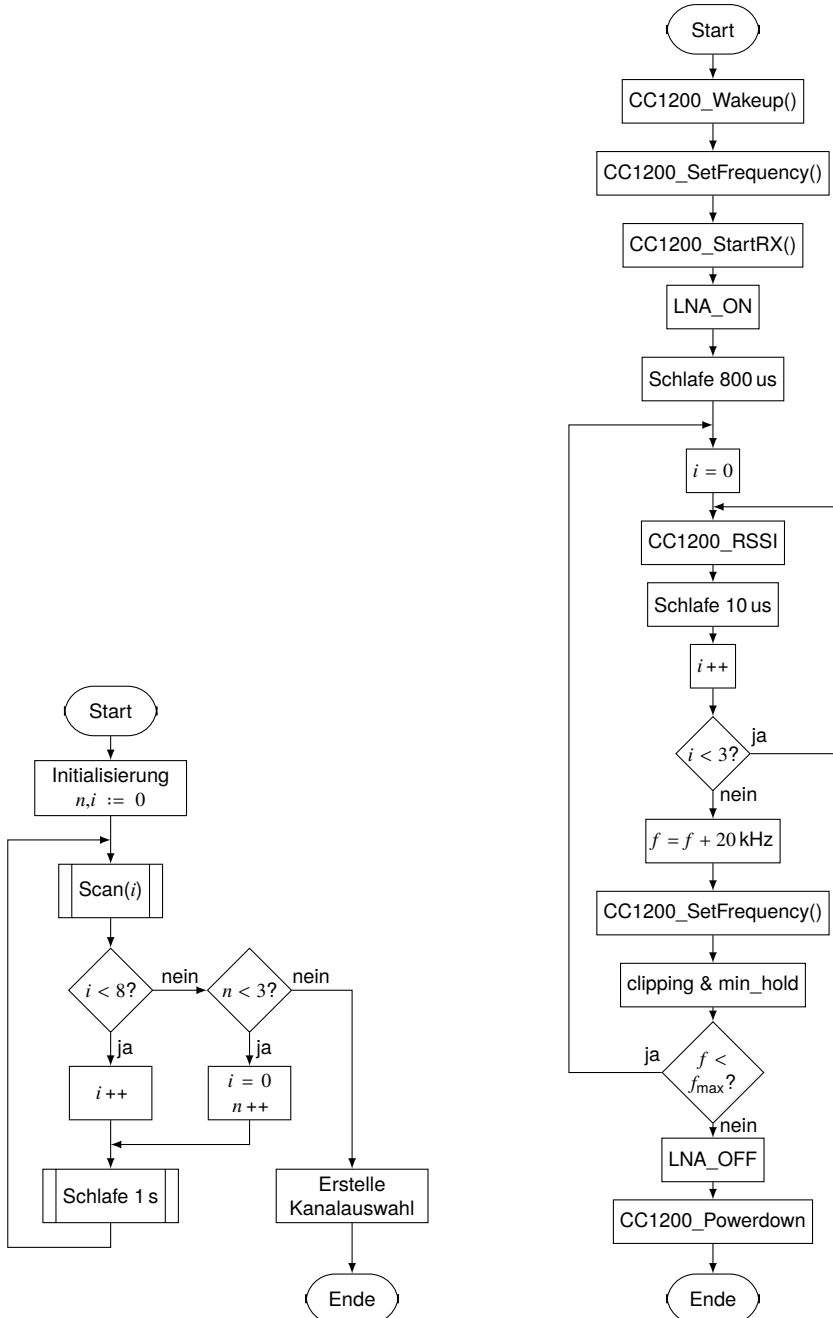 Start
Initialisierung
n,i := 0
Scan(i)
i < 8?
nein
n < 3?
nein
ja
ja
i++
i = 0
n++
Schlafe 1 s
Erstelle
Kanalauswahl
Ende
Start
CC1200_Wakeup()
CC1200_SetFrequency()
CC1200_StartRX()
LNA_ON
Schlafe 800 us
i = 0
CC1200_RSSI
Schlafe 10 us
i++
i < 3?
ja
nein
f = f + 20 kHz
CC1200_SetFrequency()
clipping & min_hold
ja
f <
fmax?
nein
LNA_OFF
CC1200_Powerdown
Ende